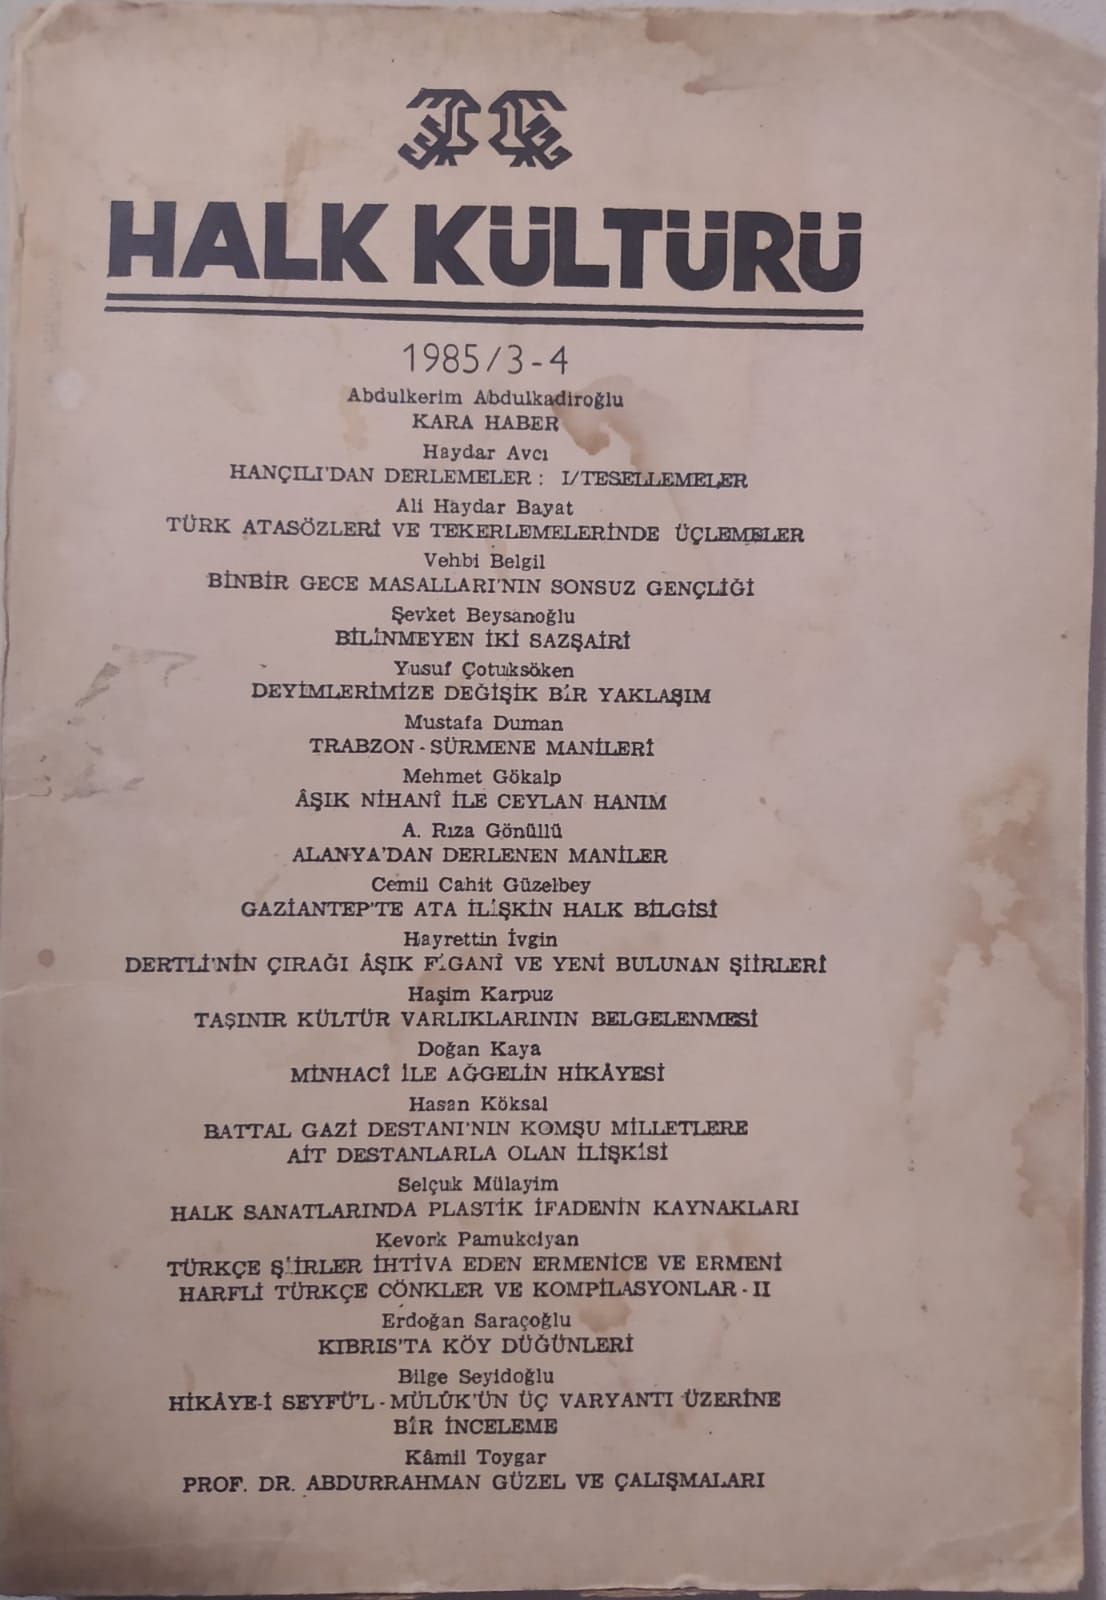 HALK KÜLTÜRÜ
1985/3-4
Abdulkerim Abdulkadiroğlu
KARA HABER
Haydar Avcı
HANÇILI'DAN DERLEMELER : I/TESELLEMELER
Ali Haydar Bayat
TÜRK ATASÖZLERİ VE TEKERLEMELERİNDE ÜÇLEMELER
Vehbi Belgil
BİNBİR GECE MASALLARI'NIN SONSUZ GENÇLİĞİ
Şevket Beysanoğlu
BİLİNMEYEN İKİ SAZŞAİRİ
Yusuf Çotuksöken
DEYİMLERİMİZE DEĞİŞİK BİR YAKLAŞIM
Mustafa Duman
TRABZON - SÜRMENE MANİLERİ
Mehmet Gökalp
ÂŞIK NİHANÎ İLE CEYLAN HANIM
A. Rıza Gönüllü
ALANYA'DAN DERLENEN MANİLER
Cemil Cahit Güzelbey
GAZİANTEP'TE ATA İLİŞKİN HALK BİLGİSİ
Hayrettin İvgin
DERTLİ'NİN ÇIRAĞI ÂŞIK FİGANÎ VE YENİ BULUNAN ŞİİRLERİ
Haşim Karpuz
TAŞINIR KÜLTÜR VARLIKLARININ BELGELENMESİ
Doğan Kaya
MİNHACÎ İLE AĞGELİN HİKÂYESİ
Hasan Köksal
BATTAL GAZİ DESTANI'NIN KOMŞU MİLLETLERE
AİT DESTANLARLA OLAN İLİŞKİSİ
Selçuk Mülayim
HALK SANATLARINDA PLASTİK İFADENİN KAYNAKLARI
Kevork Pamukciyan
TÜRKÇE ŞİİRLER İHTİVA EDEN ERMENİCE VE ERMENİ
HARFLİ TÜRKÇE CÖNKLER VE KOMPİLASYONLAR - II
Erdoğan Saraçoğlu
KIBRIS'TA KÖY DÜĞÜNLERİ
Bilge Seyidoğlu
HİKÂYE-İ SEYFÜ'L - MÜLÛK'ÜN ÜÇ VARYANTI ÜZERİNE
BİR İNCELEME
Kâmil Toygar
PROF. DR. ABDURRAHMAN GÜZEL VE ÇALIŞMALARI